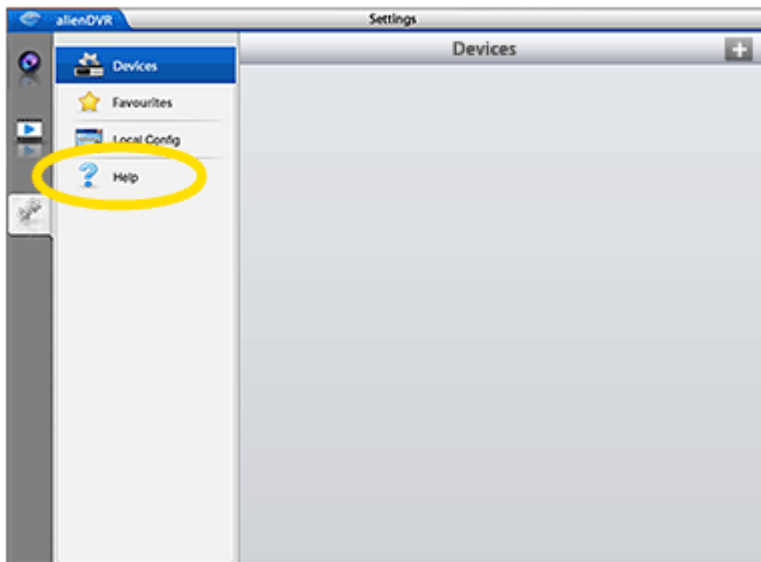 alienDVR
Settings
Devices
Devices
Favourites
Local Config
Help